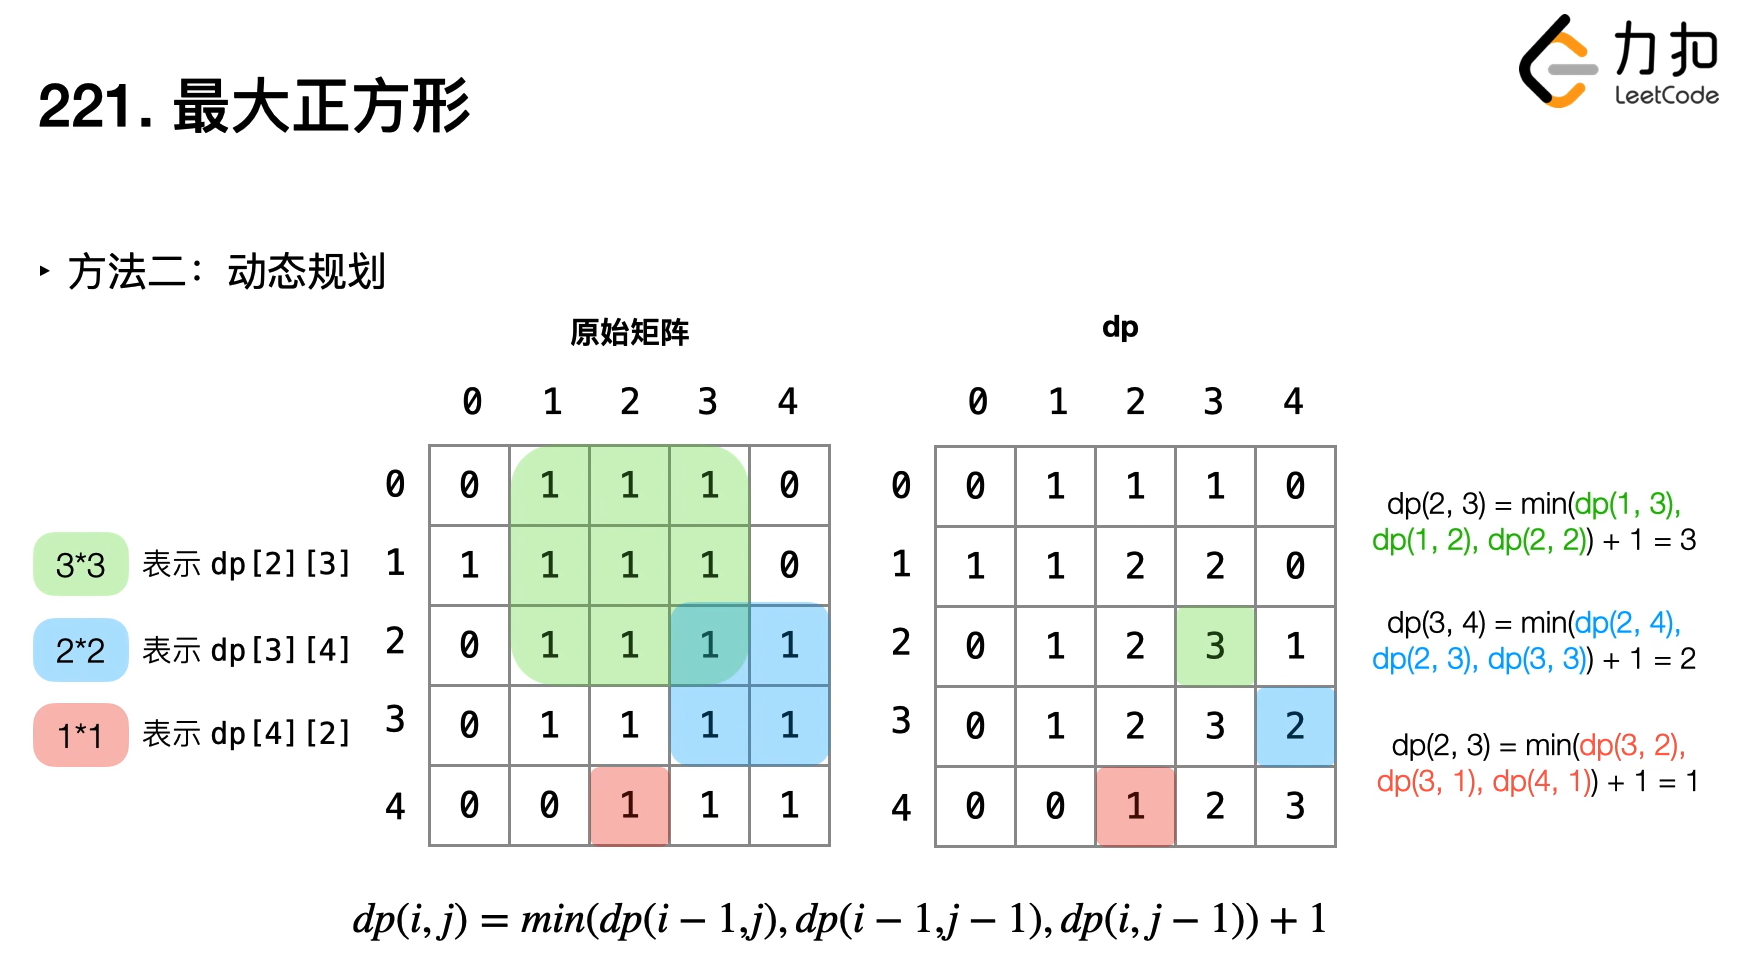 力扣
LeetCode
221. 最大正方形
‣ 方法二：动态规划
原始矩阵
0 1 2 3 4
0 0 1 1 1 0
1 1 1 1 1 0
2 0 1 1 1 1
3 0 1 1 1 1
4 0 0 1 1 1
3*3 表示 dp[2][3]
2*2 表示 dp[3][4]
1*1 表示 dp[4][2]
dp
0 1 2 3 4
0 0 1 1 1 0
1 1 1 2 2 0
2 0 1 2 3 1
3 0 1 2 3 2
4 0 0 1 2 3
dp(2, 3) = min(dp(1, 3),
dp(1, 2), dp(2, 2)) + 1 = 3
dp(3, 4) = min(dp(2, 4),
dp(2, 3), dp(3, 3)) + 1 = 2
dp(2, 3) = min(dp(3, 2),
dp(3, 1), dp(4, 1)) + 1 = 1
dp(i, j) = min(dp(i − 1,j), dp(i − 1,j − 1), dp(i, j − 1)) + 1